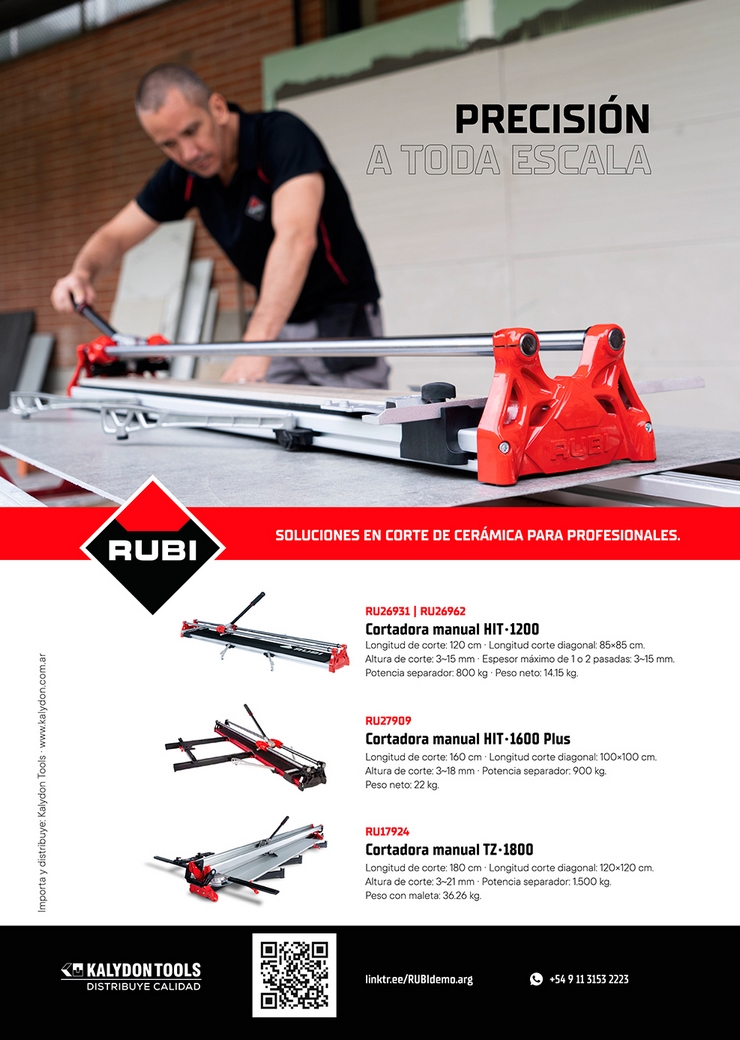 PRECISIÓN
A TODA ESCALA
RUBI
RUBI
RUBI
SOLUCIONES EN CORTE DE CERÁMICA PARA PROFESIONALES.
RU26931 | RU26962
Cortadora manual HIT·1200
Longitud de corte: 120 cm · Longitud corte diagonal: 85×85 cm.
Altura de corte: 3~15 mm · Espesor máximo de 1 o 2 pasadas: 3~15 mm.
Potencia separador: 800 kg · Peso neto: 14.15 kg.
RUBI
RU27909
Cortadora manual HIT·1600 Plus
Longitud de corte: 160 cm · Longitud corte diagonal: 100×100 cm.
Altura de corte: 3~18 mm · Potencia separador: 900 kg.
Peso neto: 22 kg.
RU17924
Cortadora manual TZ·1800
Longitud de corte: 180 cm · Longitud corte diagonal: 120×120 cm.
Altura de corte: 3~21 mm · Potencia separador: 1.500 kg.
Peso con maleta: 36.26 kg.
Importa y distribuye: Kalydon Tools · www.kalydon.com.ar
KALYDON TOOLS
DISTRIBUYE CALIDAD
linktr.ee/RUBIdemo.arg
+54 9 11 3153 2223